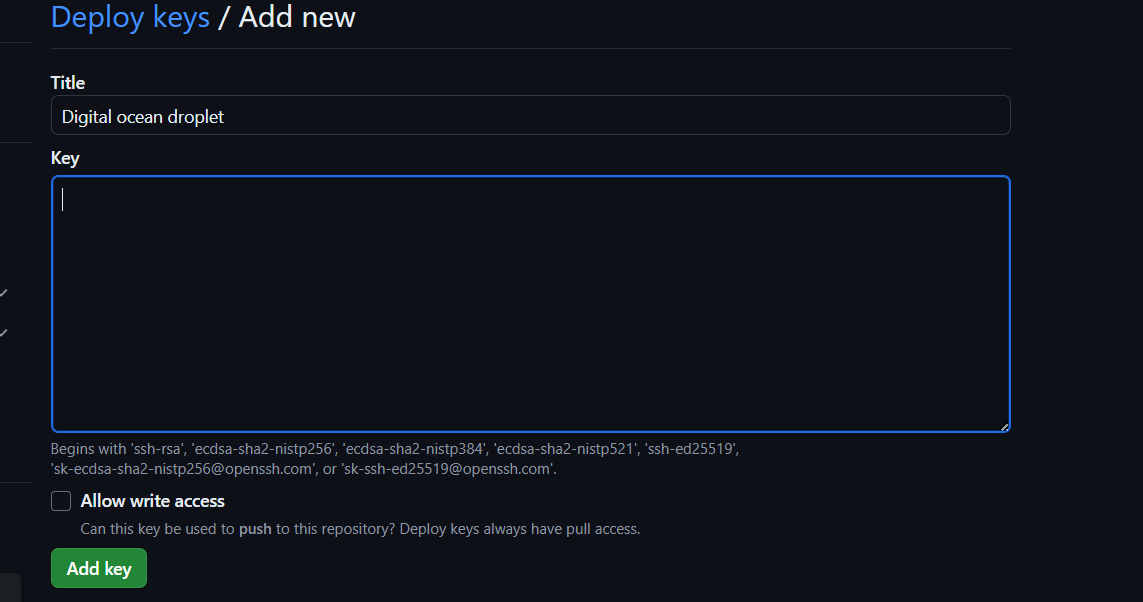 Deploy keys / Add new
Title
Digital ocean droplet
Key
Begins with 'ssh-rsa', 'ecdsa-sha2-nistp256', 'ecdsa-sha2-nistp384', 'ecdsa-sha2-nistp521', 'ssh-ed25519',
'sk-ecdsa-sha2-nistp256@openssh.com', or 'sk-ssh-ed25519@openssh.com'.
Allow write access
Can this key be used to push to this repository? Deploy keys always have pull access.
Add key